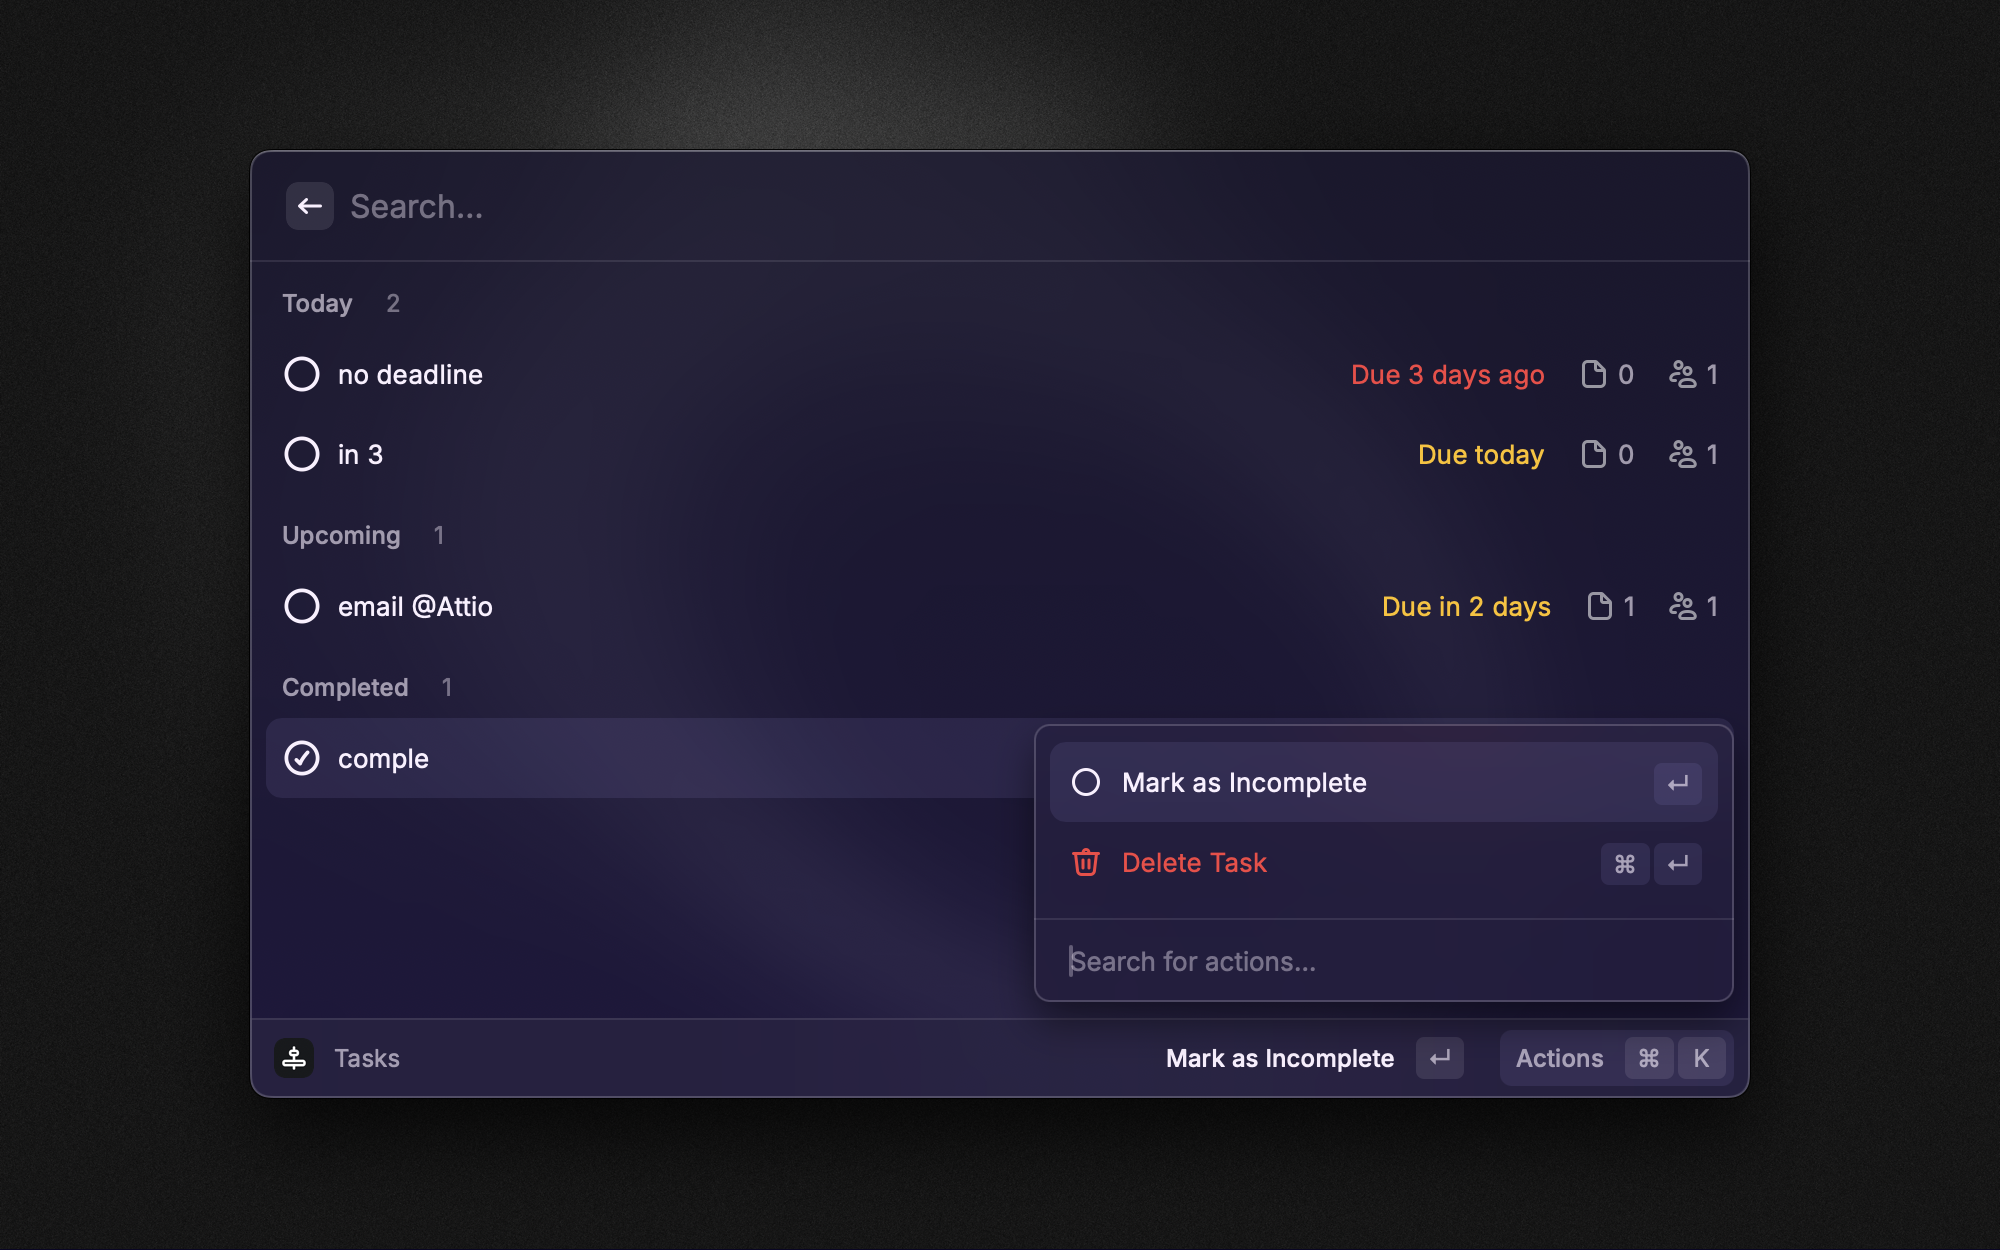 Search...
Today 2
no deadline Due 3 days ago 0 1
in 3 Due today 0 1
Upcoming 1
email @Attio Due in 2 days 1 1
Completed 1
comple
Mark as Incomplete ↵
Delete Task ⌘ ↵
Search for actions...
Tasks Mark as Incomplete ↵ Actions ⌘ K